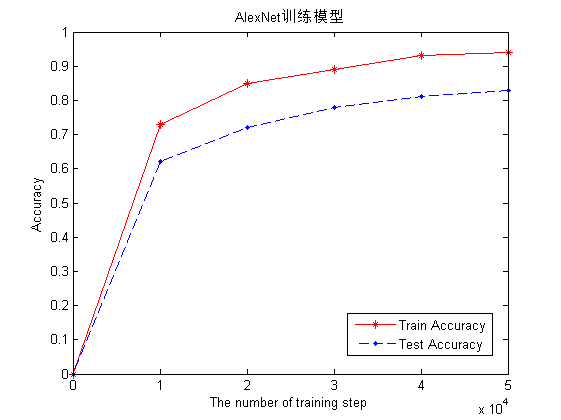 AlexNet训练模型
1
0.9
0.8
0.7
0.6
0.5
0.4
0.3
0.2
0.1
0
Accuracy
Train Accuracy
Test Accuracy
0 1 2 3 4 5
x 10^4
The number of training step